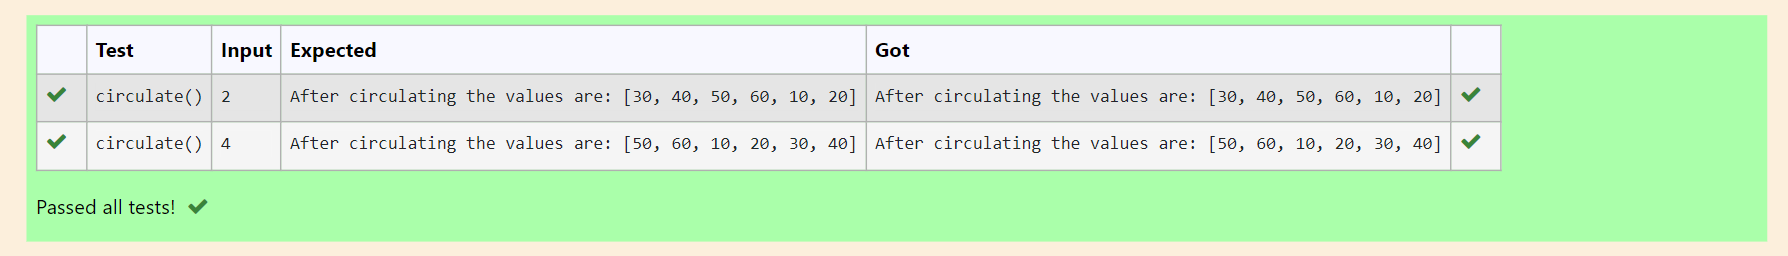 Test Input Expected Got
circulate() 2 After circulating the values are: [30, 40, 50, 60, 10, 20] After circulating the values are: [30, 40, 50, 60, 10, 20]
circulate() 4 After circulating the values are: [50, 60, 10, 20, 30, 40] After circulating the values are: [50, 60, 10, 20, 30, 40]
Passed all tests!